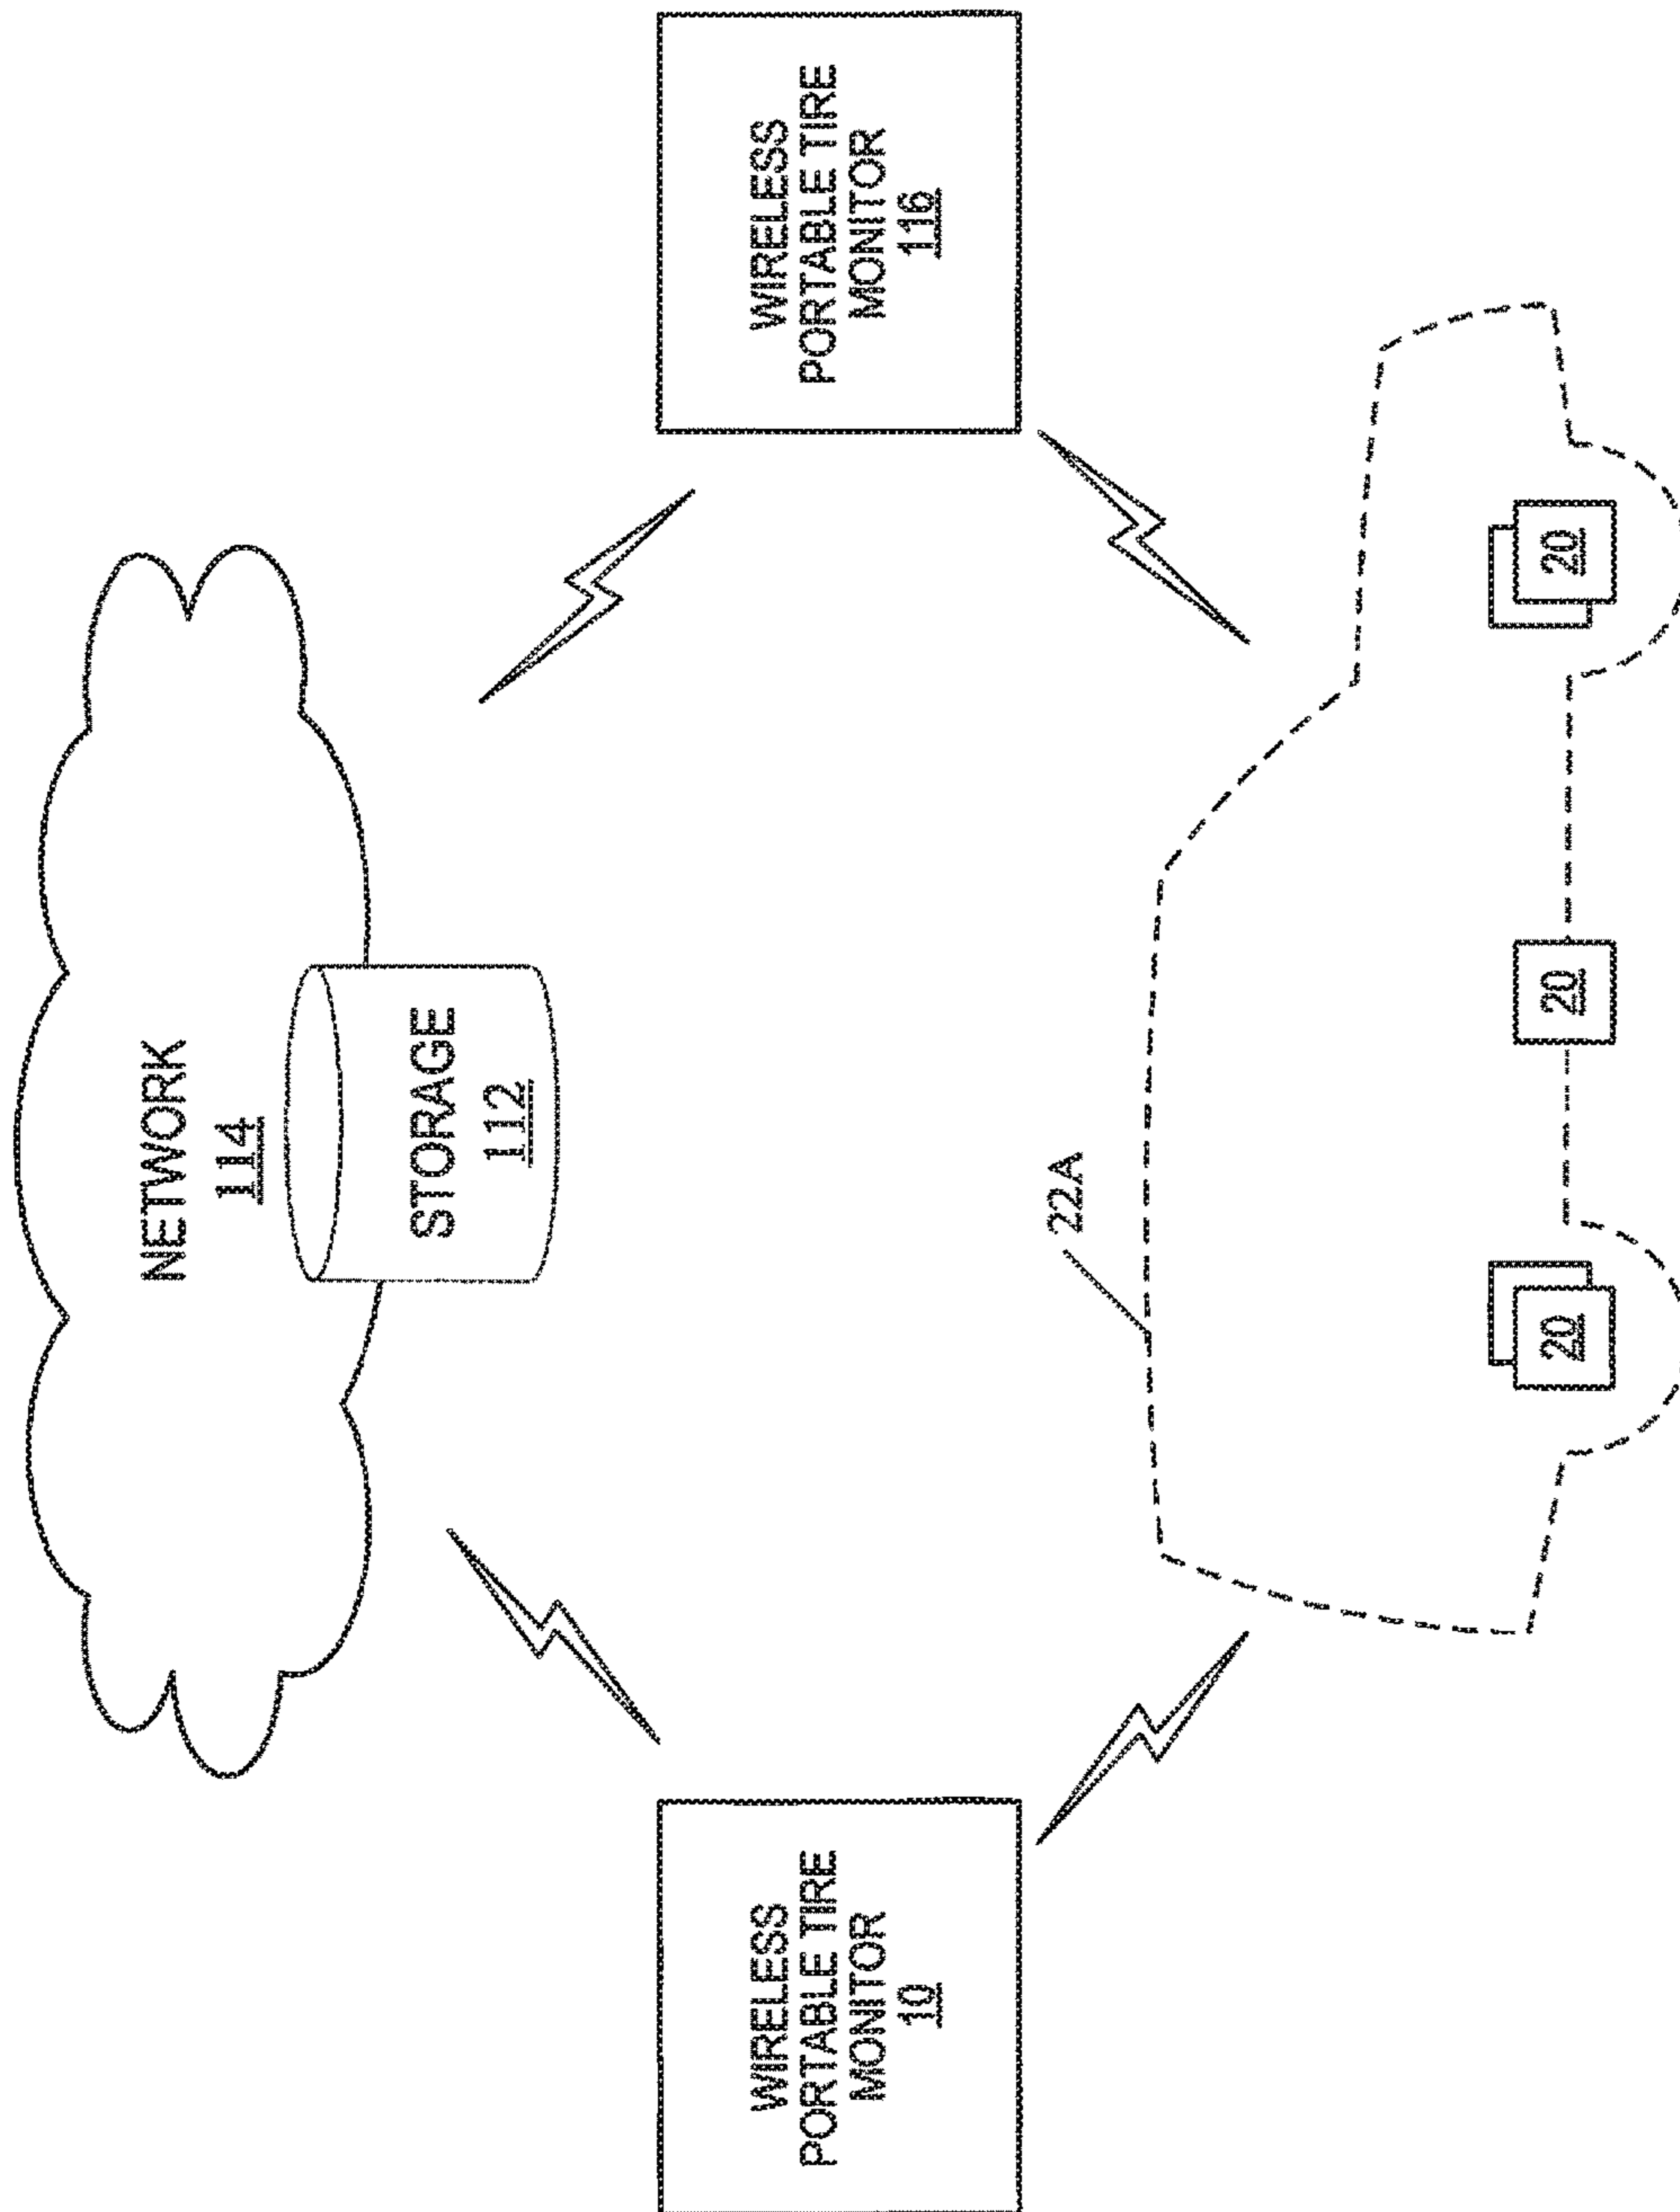 NETWORK
114
STORAGE
112
WIRELESS
PORTABLE TIRE
MONITOR
10
WIRELESS
PORTABLE TIRE
MONITOR
116
22A
20
20
20